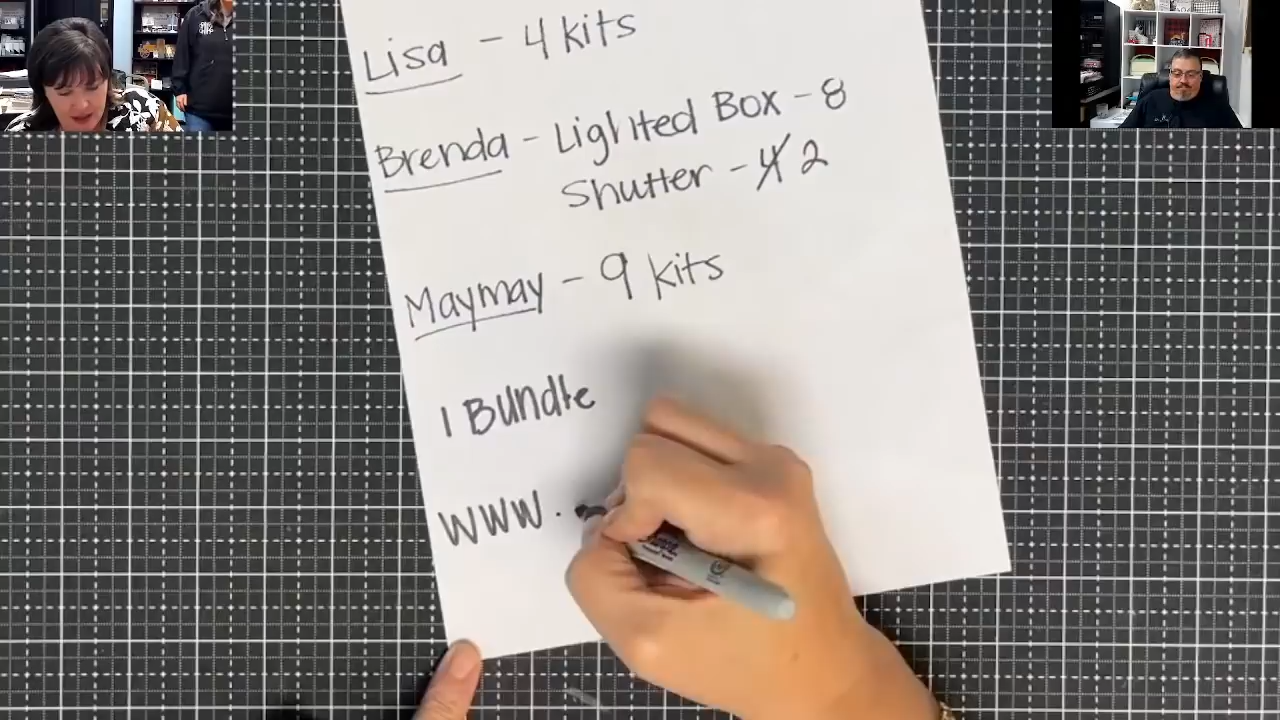 Lisa - 4 kits
Brenda - Lighted Box - 8
Shutter - 4 2
Maymay - 9 kits
1 Bundle
WWW.